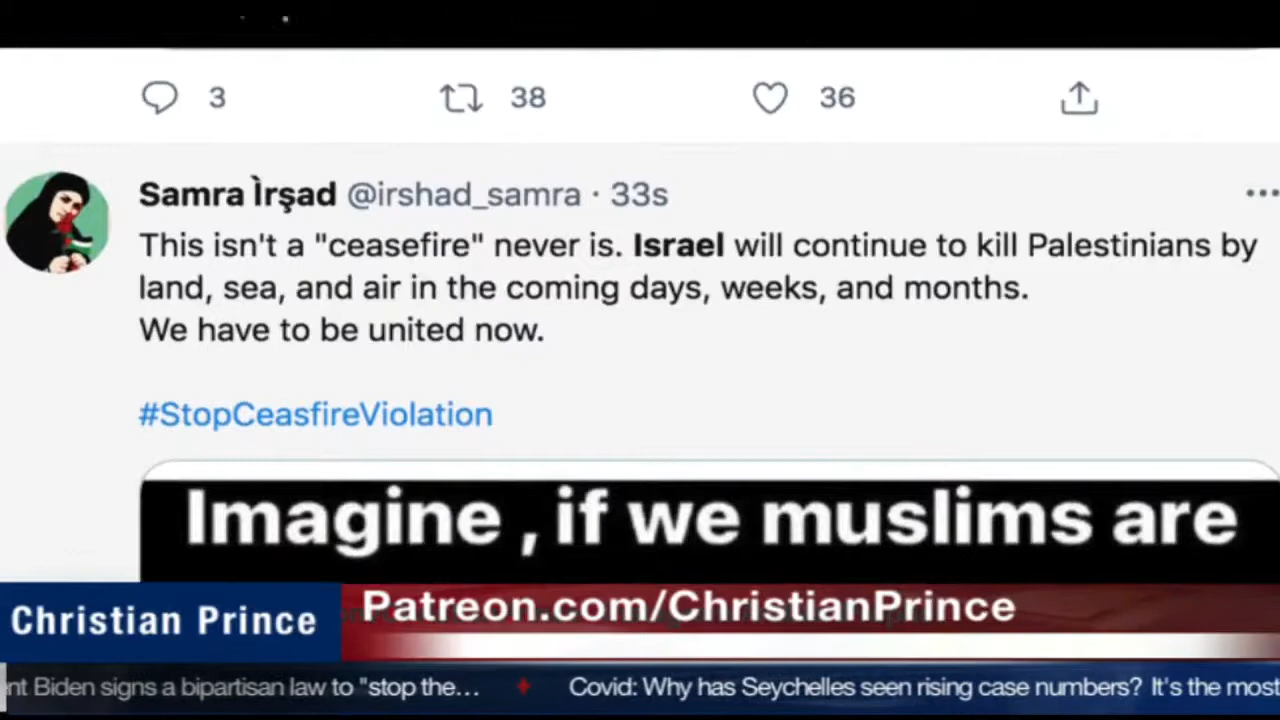 3 38 36
Samra Ìrşad @irshad_samra · 33s
This isn't a "ceasefire" never is. Israel will continue to kill Palestinians by
land, sea, and air in the coming days, weeks, and months.
We have to be united now.
#StopCeasfireViolation
Imagine , if we muslims are
Christian Prince
Patreon.com/ChristianPrince
nt Biden signs a bipartisan law to "stop the... Covid: Why has Seychelles seen rising case numbers? It's the most